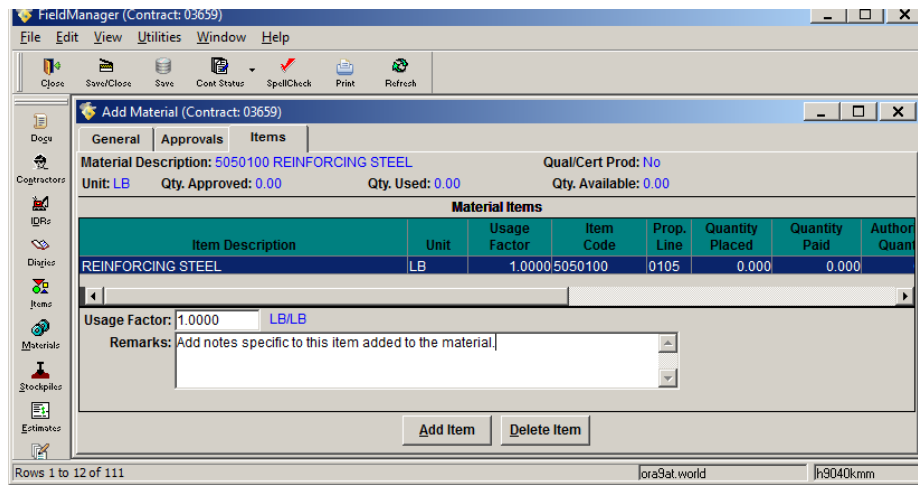 FieldManager (Contract: 03659)
File Edit View Utilities Window Help
Close Save/Close Save Cont Status SpellCheck Print Refresh
Add Material (Contract: 03659)
General Approvals Items
Material Description: 5050100 REINFORCING STEEL Qual/Cert Prod: No
Unit: LB Qty. Approved: 0.00 Qty. Used: 0.00 Qty. Available: 0.00
Material Items
Item Description Unit Usage Factor Item Code Prop. Line Quantity Placed Quantity Paid Author Quant
REINFORCING STEEL LB 1.0000 5050100 0105 0.000 0.000
Usage Factor: 1.0000 LB/LB
Remarks: Add notes specific to this item added to the material.
Add Item Delete Item
Docu
Contractors
IDRs
Diaries
Items
Materials
Stockpiles
Estimates
Rows 1 to 12 of 111 ora9at.world h9040kmm